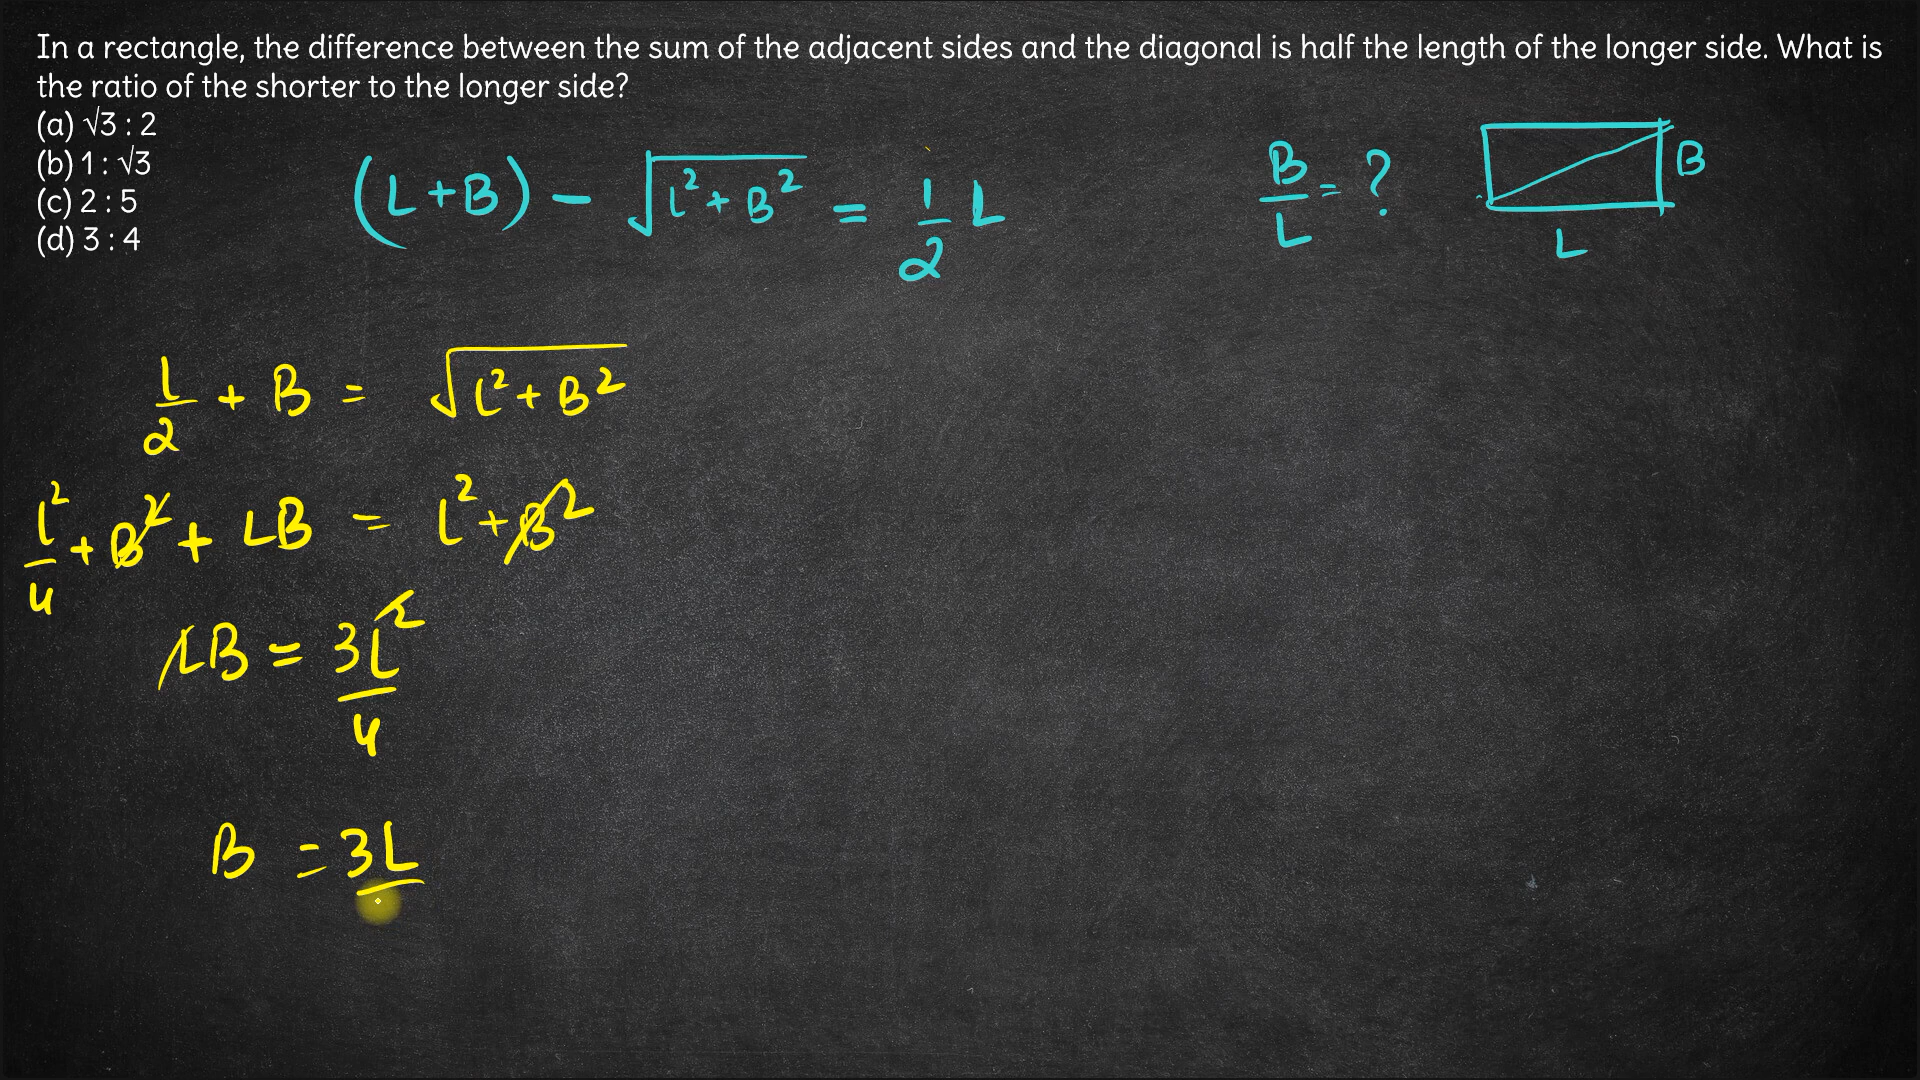 In a rectangle, the difference between the sum of the adjacent sides and the diagonal is half the length of the longer side. What is
the ratio of the shorter to the longer side?
(a) √3 : 2
(b) 1 : √3
(c) 2 : 5
(d) 3 : 4
(L+B) - √(L²+B²) = 1/2 L
B/L = ?
B
L
L/2 + B = √(L²+B²)
L²/4 + B² + LB = L²+B²
LB = 3L²/4
B = 3L